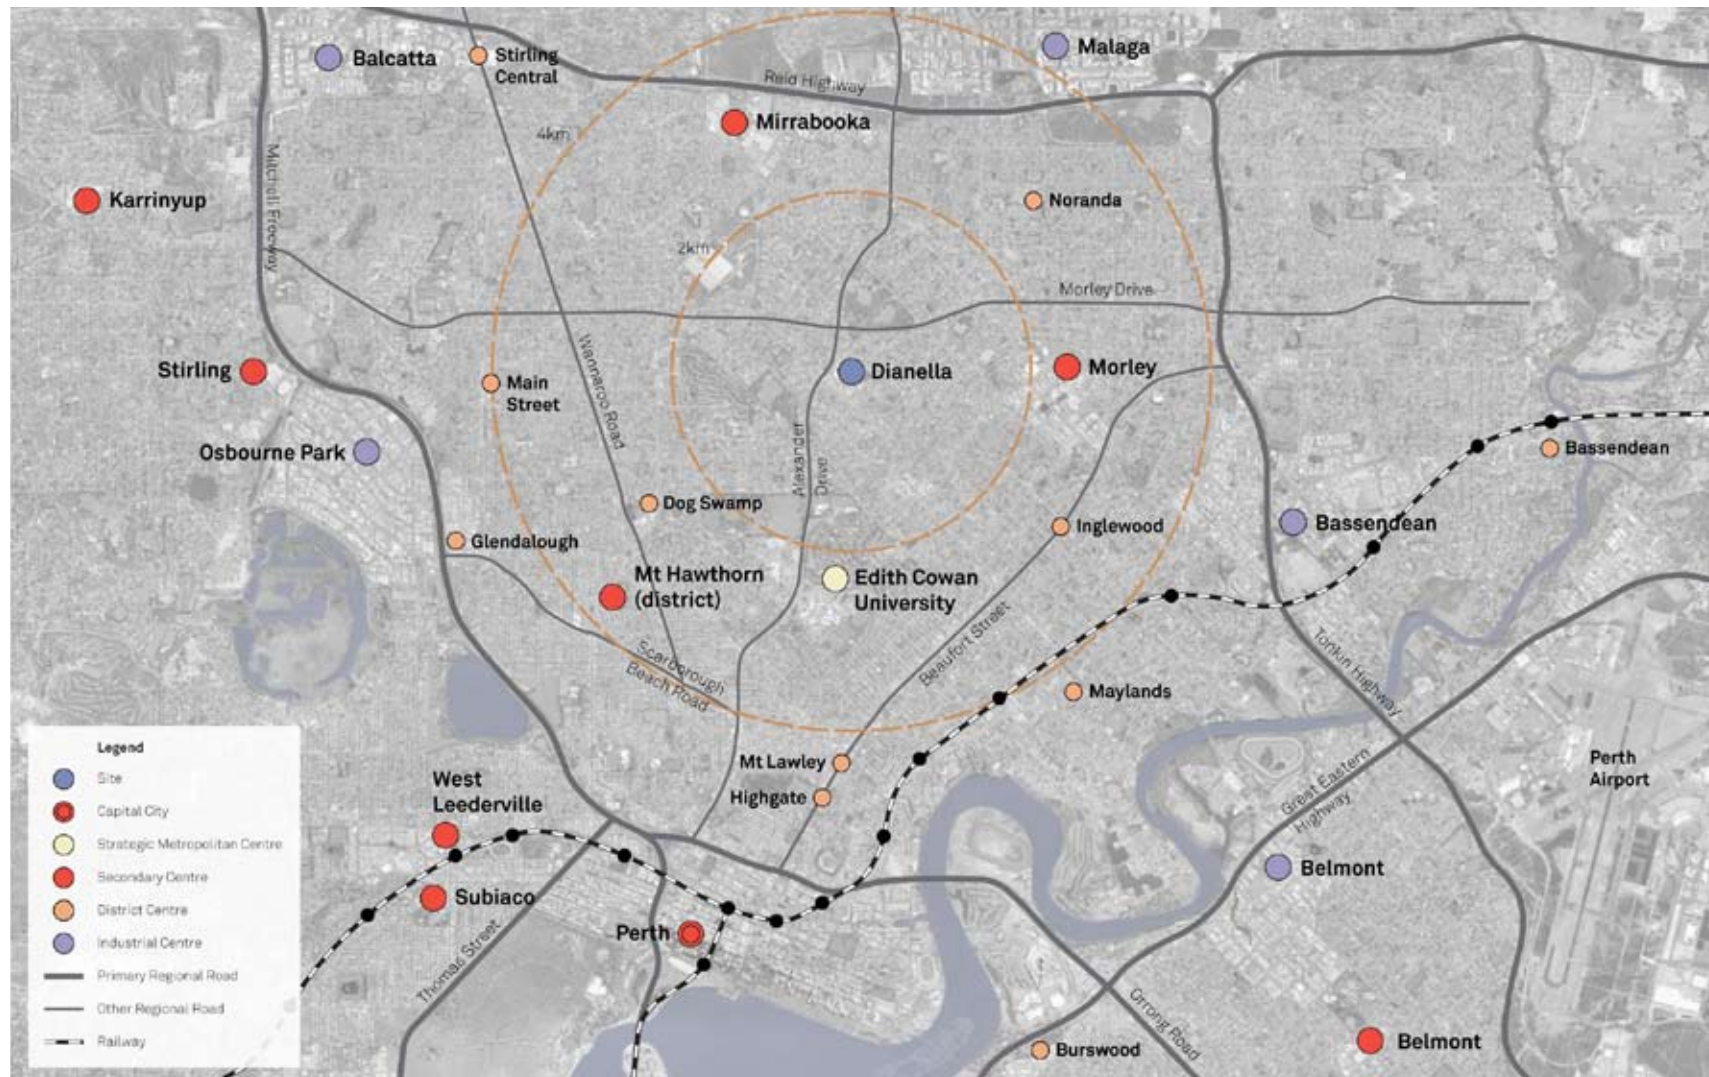 Balcatta
Stirling
Central
Malaga
Reid Highway
Mirrabooka
4km
Mitchell Freeway
Karrinyup
Noranda
2km
Morley Drive
Wannaroo Road
Stirling
Main
Street
Dianella
Morley
Osbourne Park
Alexander
Drive
Bassendean
Dog Swamp
Glendalough
Inglewood
Bassendean
Mt Hawthorn
(district)
Edith Cowan
University
Scarborough
Beach Road
Beaufort Street
Tonkin Highway
Maylands
Mt Lawley
Highgate
Great Eastern
Highway
Perth
Airport
West
Leederville
Subiaco
Belmont
Perth
Thomas Street
Orrong Road
Burswood
Belmont
Legend
Site
Capital City
Strategic Metropolitan Centre
Secondary Centre
District Centre
Industrial Centre
Primary Regional Road
Other Regional Road
Railway